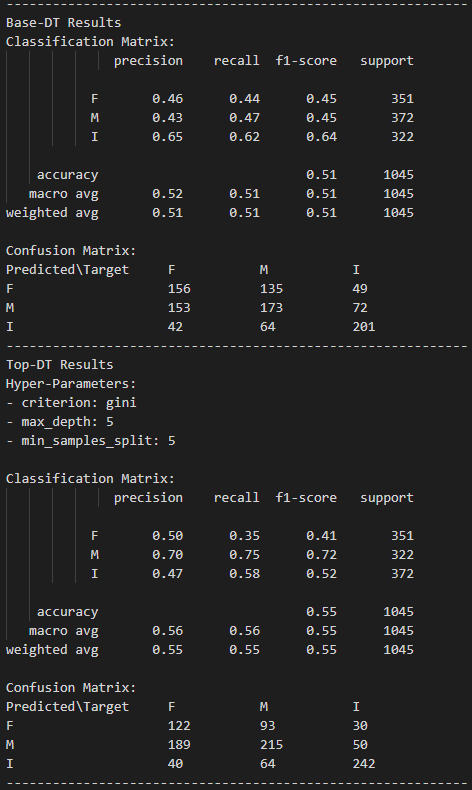 ------------------------------------------------------------
Base-DT Results
Classification Matrix:
precision recall f1-score support
F 0.46 0.44 0.45 351
M 0.43 0.47 0.45 372
I 0.65 0.62 0.64 322
accuracy 0.51 1045
macro avg 0.52 0.51 0.51 1045
weighted avg 0.51 0.51 0.51 1045
Confusion Matrix:
Predicted\Target F M I
F 156 135 49
M 153 173 72
I 42 64 201
------------------------------------------------------------
Top-DT Results
Hyper-Parameters:
- criterion: gini
- max_depth: 5
- min_samples_split: 5
Classification Matrix:
precision recall f1-score support
F 0.50 0.35 0.41 351
M 0.70 0.75 0.72 322
I 0.47 0.58 0.52 372
accuracy 0.55 1045
macro avg 0.56 0.56 0.55 1045
weighted avg 0.55 0.55 0.55 1045
Confusion Matrix:
Predicted\Target F M I
F 122 93 30
M 189 215 50
I 40 64 242
------------------------------------------------------------